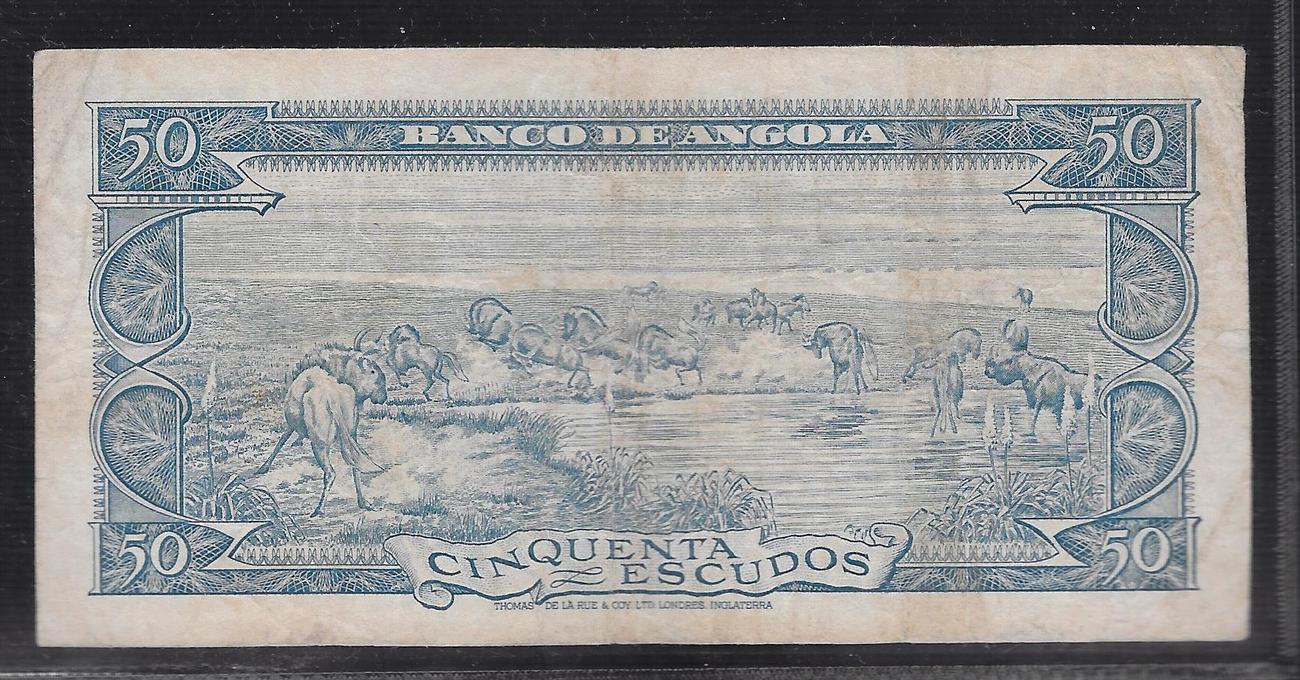 50 BANCO DE ANGOLA 50
50 CINQUENTA 50
ESCUDOS
THOMAS DE LA RUE & COY. LTD. LONDRES. INGLATERRA